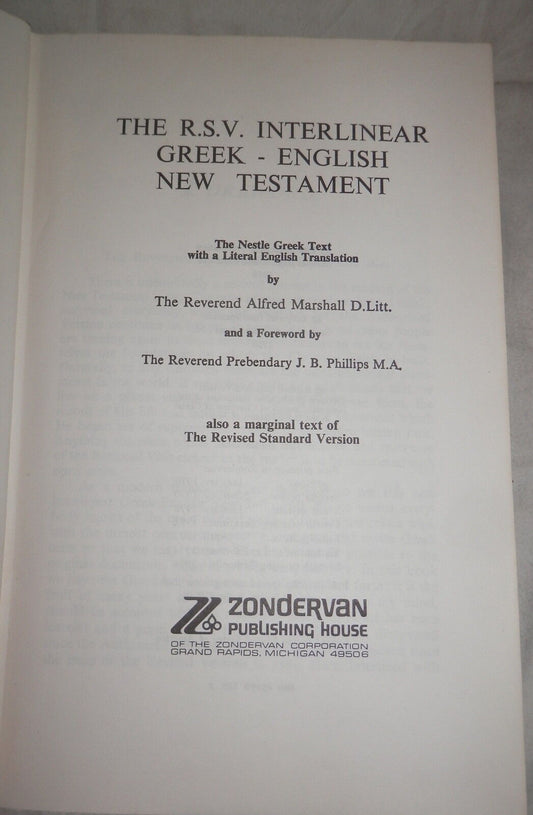 THE R.S.V. INTERLINEAR
GREEK - ENGLISH
NEW TESTAMENT
The Nestle Greek Text
with a Literal English Translation
by
The Reverend Alfred Marshall D.Litt.
and a Foreword by
The Reverend Prebendary J. B. Phillips M.A.
also a marginal text of
The Revised Standard Version
ZONDERVAN
PUBLISHING HOUSE
OF THE ZONDERVAN CORPORATION
GRAND RAPIDS, MICHIGAN 49506